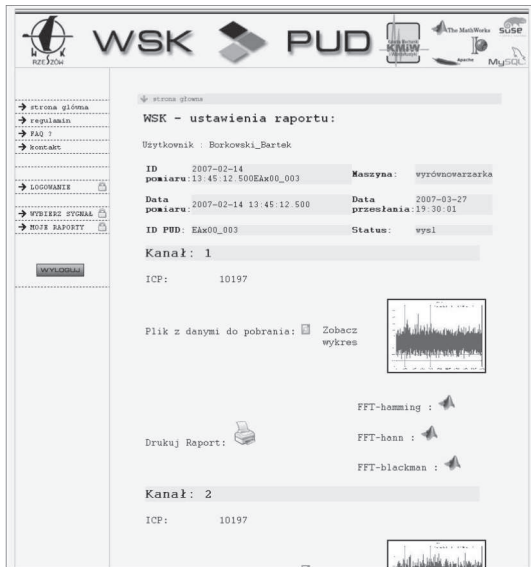 WSK PUD
WSK
RZESZÓW
KMiW
The MathWorks
SUSE
Apache
MySQL
strona główna
regulamin
FAQ ?
kontakt
LOGOWANIE
WYBIERZ SYGNAŁ
MOJE RAPORTY
WYLOGUJ
strona głowna
WSK - ustawienia raportu:
Użytkownik : Borkowski_Bartek
ID pomiaru: 2007-02-14 13:45:12.500EAx00_003 Maszyna: wyrównowarzarka
Data pomiaru: 2007-02-14 13:45:12.500 Data przesłania: 2007-03-27 19:30:01
ID PUD: EAx00_003 Status: wysl
Kanał: 1
ICP: 10197
Plik z danymi do pobrania: Zobacz wykres
FFT-hamming :
Drukuj Raport: FFT-hann :
FFT-blackman :
Kanał: 2
ICP: 10197